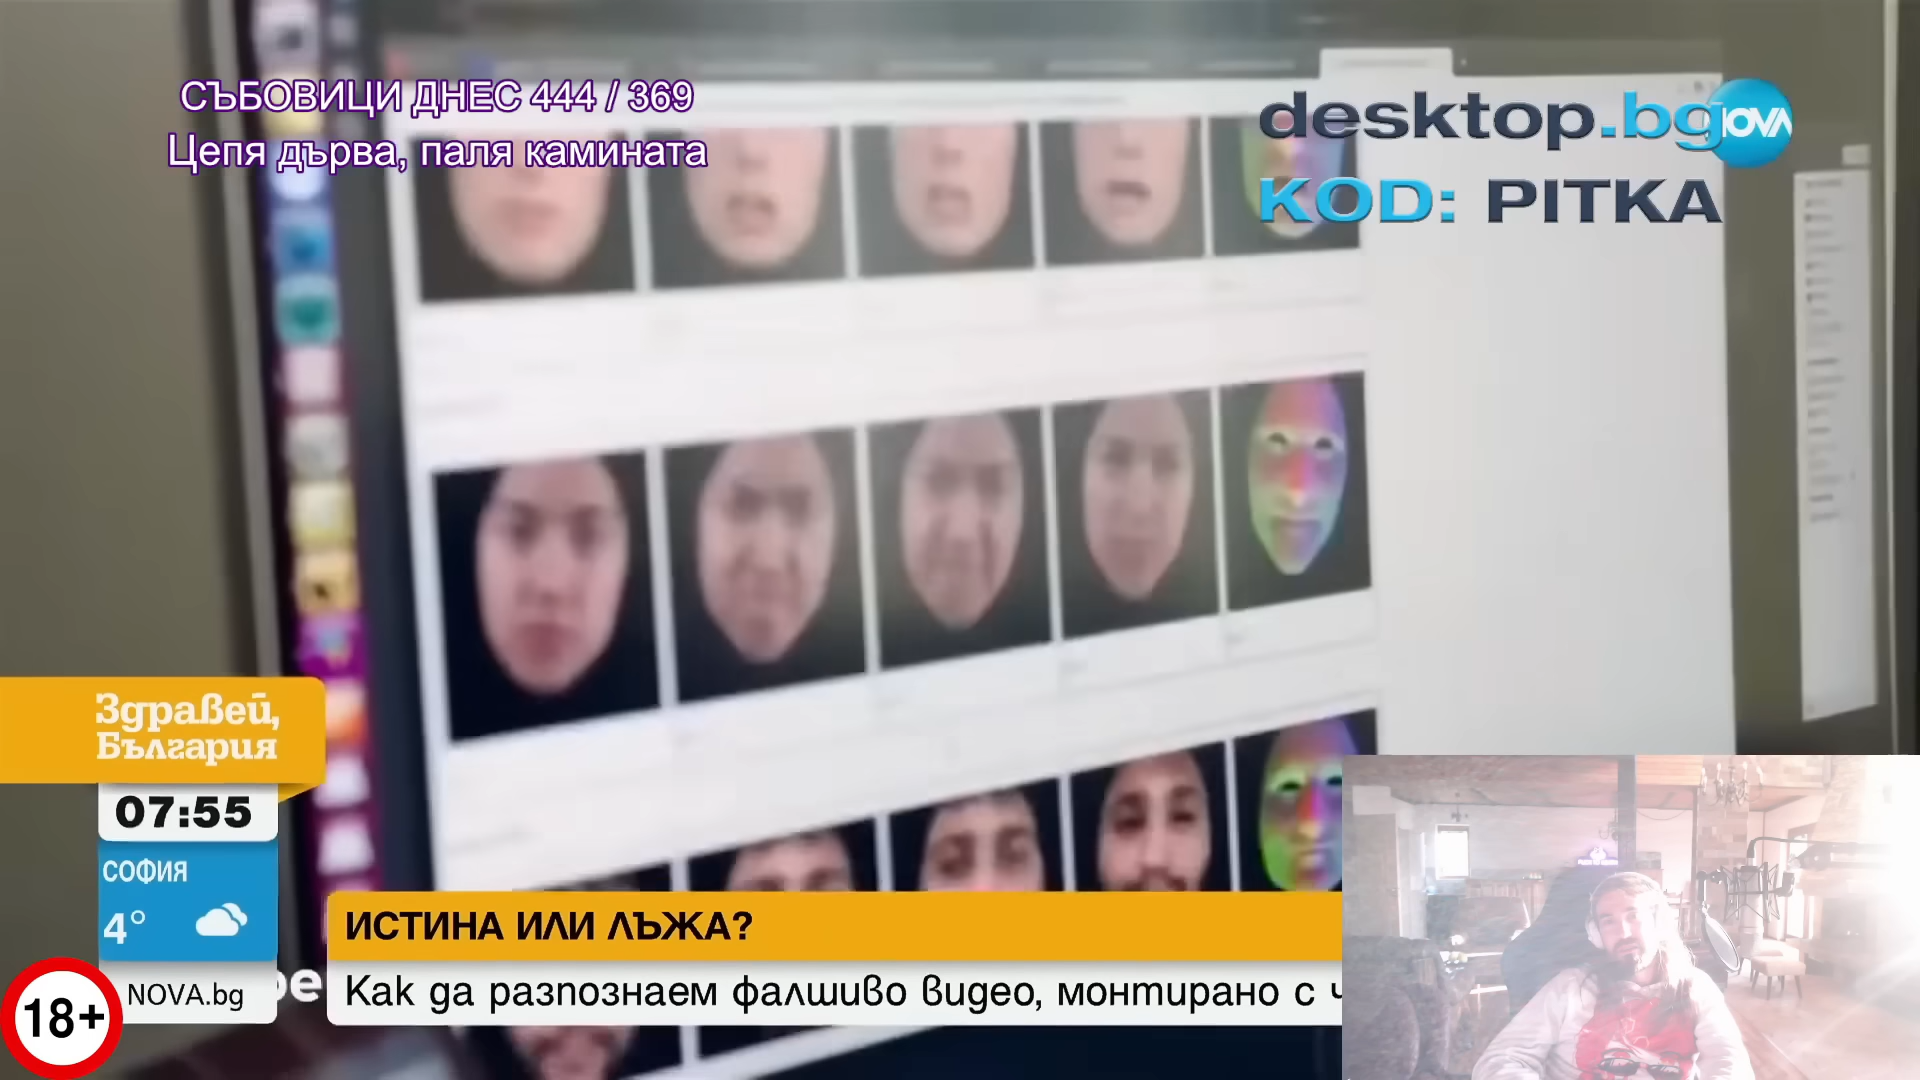 СЪБОВИЦИ ДНЕС 444 / 369
Цепя дърва, паля камината
desktop.bg
NOVA
KOD: PITKA
Здравей,
България
07:55
СОФИЯ
4°
NOVA.bg
18+
ИСТИНА ИЛИ ЛЪЖА?
Как да разпознаем фалшиво видео, монтирано с